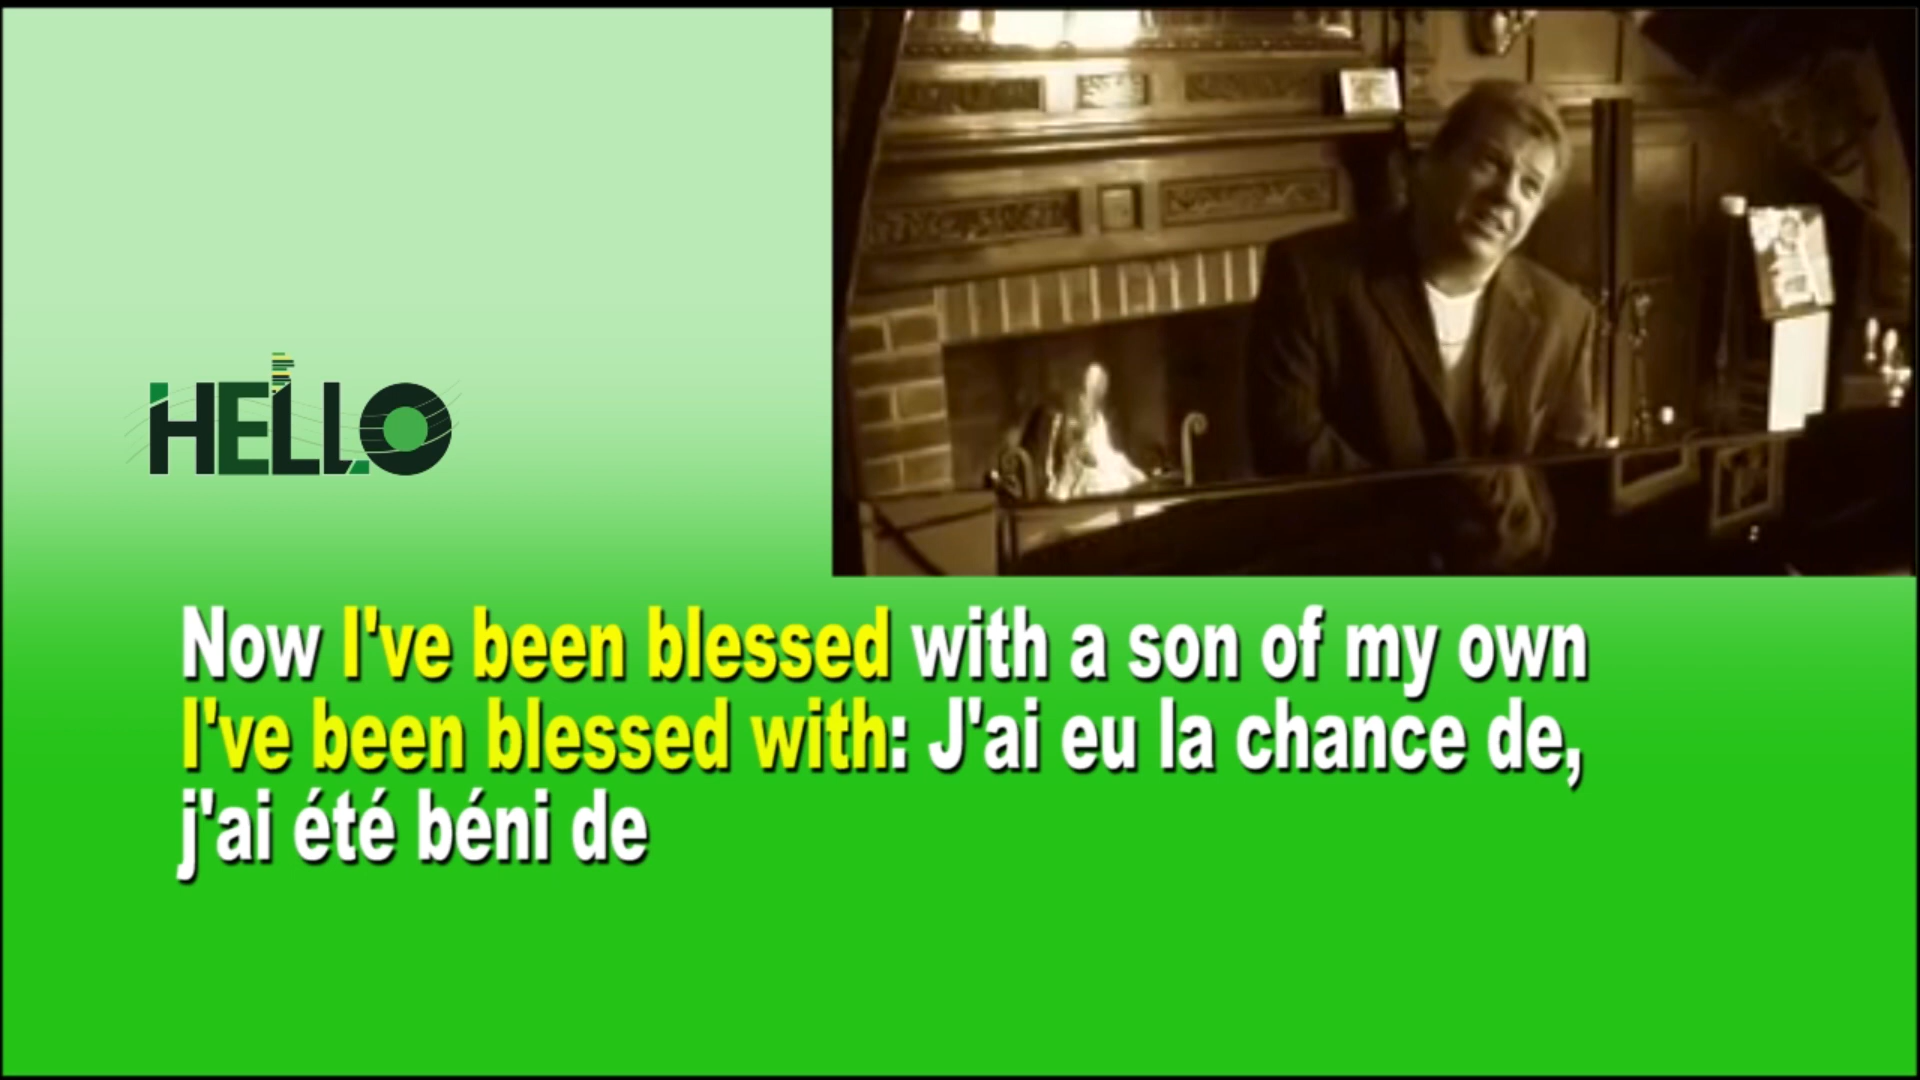 HELLO
Now I've been blessed with a son of my own
I've been blessed with: J'ai eu la chance de,
j'ai été béni de